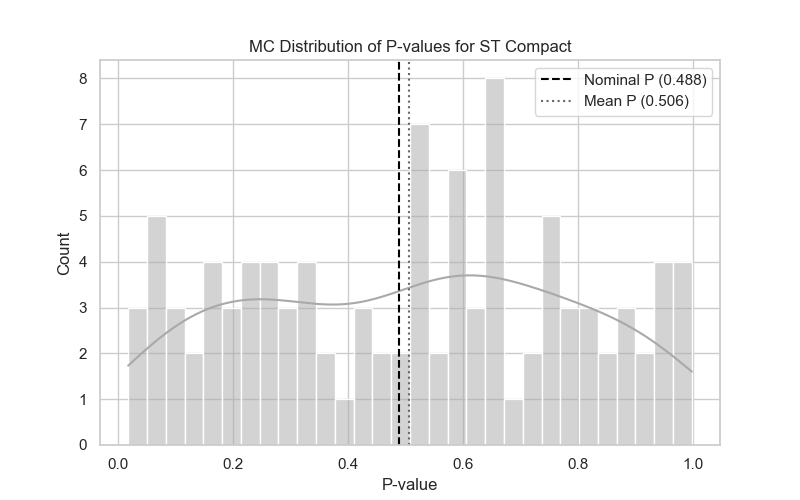 MC Distribution of P-values for ST Compact
Nominal P (0.488)
Mean P (0.506)
8
7
6
5
4
3
2
1
0
Count
0.0 0.2 0.4 0.6 0.8 1.0
P-value